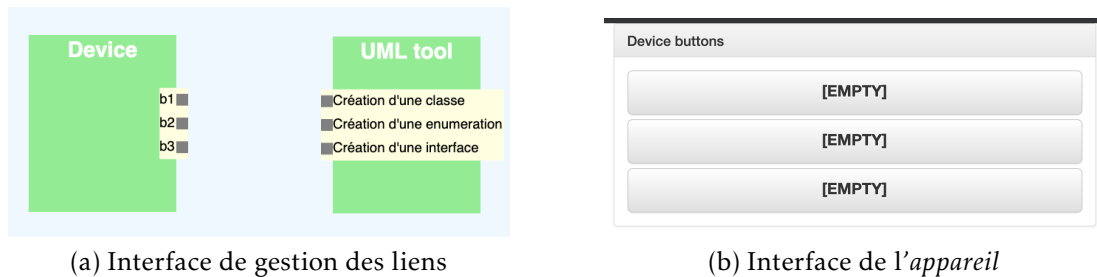 Device
UML tool
b1
b2
b3
Création d'une classe
Création d'une enumeration
Création d'une interface
(a) Interface de gestion des liens
Device buttons
[EMPTY]
[EMPTY]
[EMPTY]
(b) Interface de l'appareil